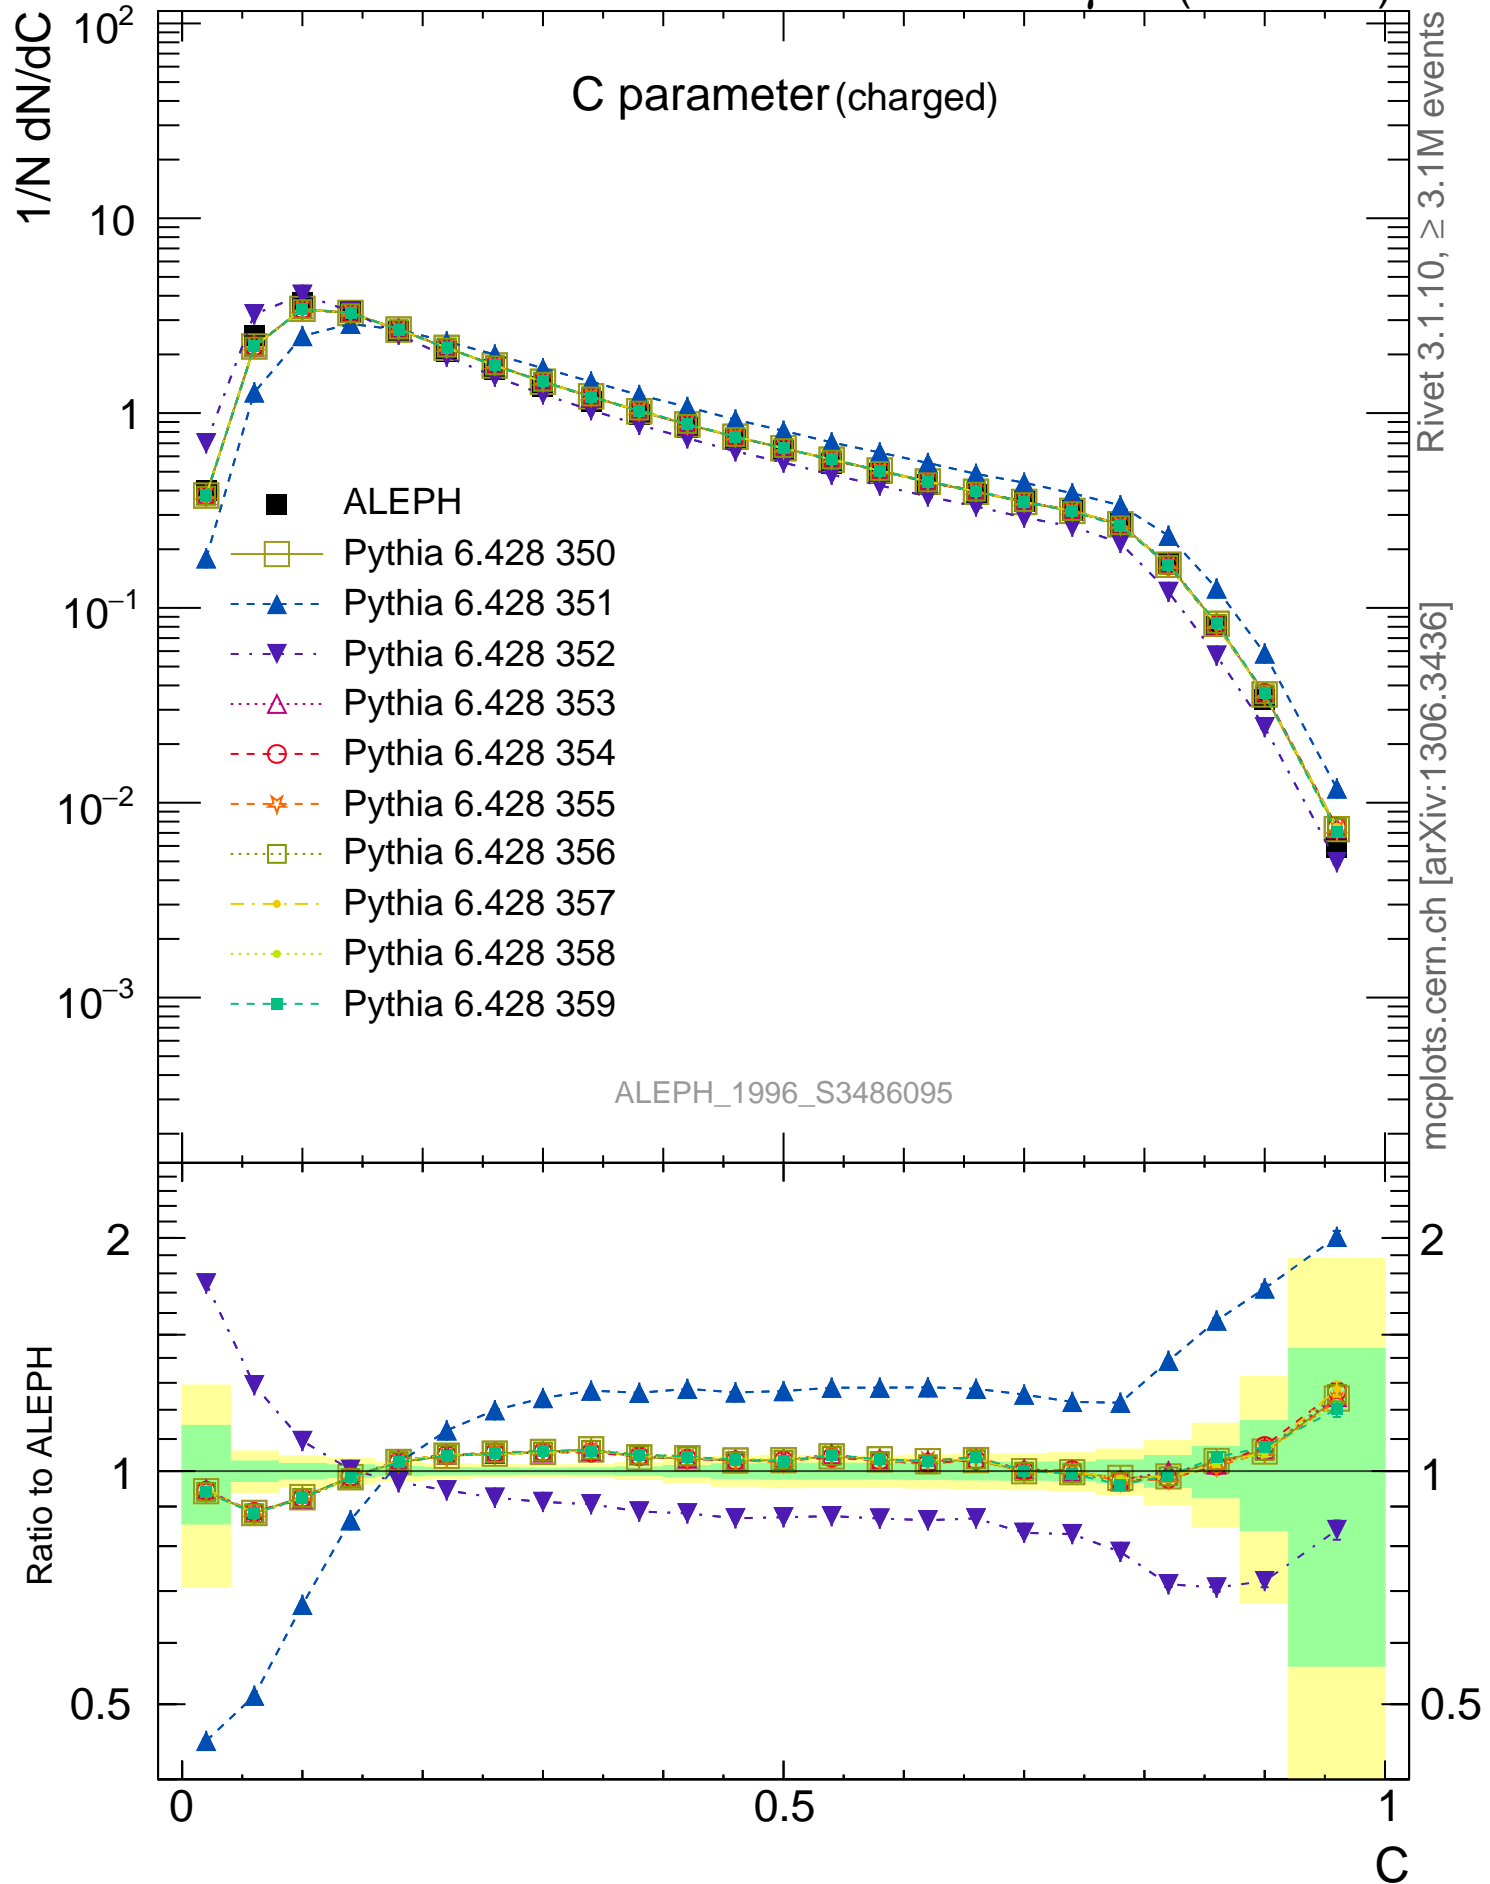 1/N dN/dC
C parameter (charged)
10²
10
1
10⁻¹
10⁻²
10⁻³
ALEPH
Pythia 6.428 350
Pythia 6.428 351
Pythia 6.428 352
Pythia 6.428 353
Pythia 6.428 354
Pythia 6.428 355
Pythia 6.428 356
Pythia 6.428 357
Pythia 6.428 358
Pythia 6.428 359
ALEPH_1996_S3486095
Rivet 3.1.10, ≥ 3.1M events
mcplots.cern.ch [arXiv:1306.3436]
Ratio to ALEPH
2
1
0.5
2
1
0.5
0
0.5
1
C